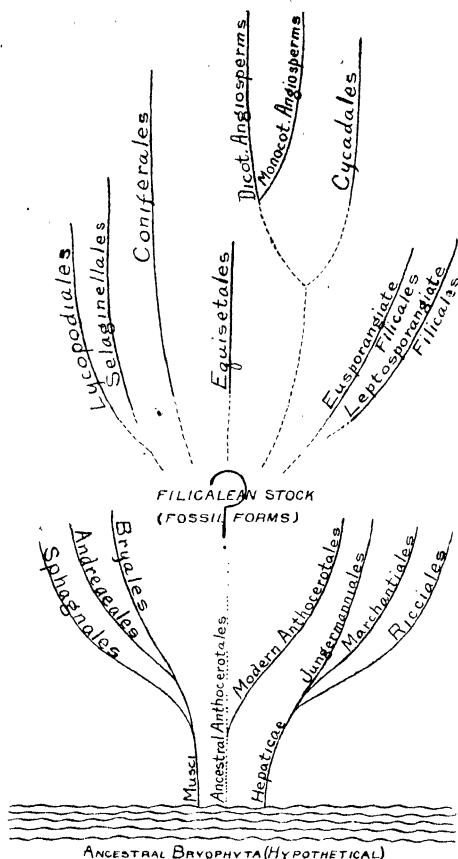 Lycopodiales
Selaginellales
Coniferales
Equisetales
Dicot. Angiosperms
Monocot. Angiosperms
Cycadales
Eusporangiate
Filicales
Leptosporangiate
Filicales
?
FILICALEAN STOCK
(FOSSIL FORMS)
Sphagnales
Andreaeales
Bryales
Musci
Ancestral Anthocerotales
Modern Anthocerotales
Hepaticae
Jungermanniales
Marchantiales
Ricciales
ANCESTRAL BRYOPHYTA (HYPOTHETICAL)